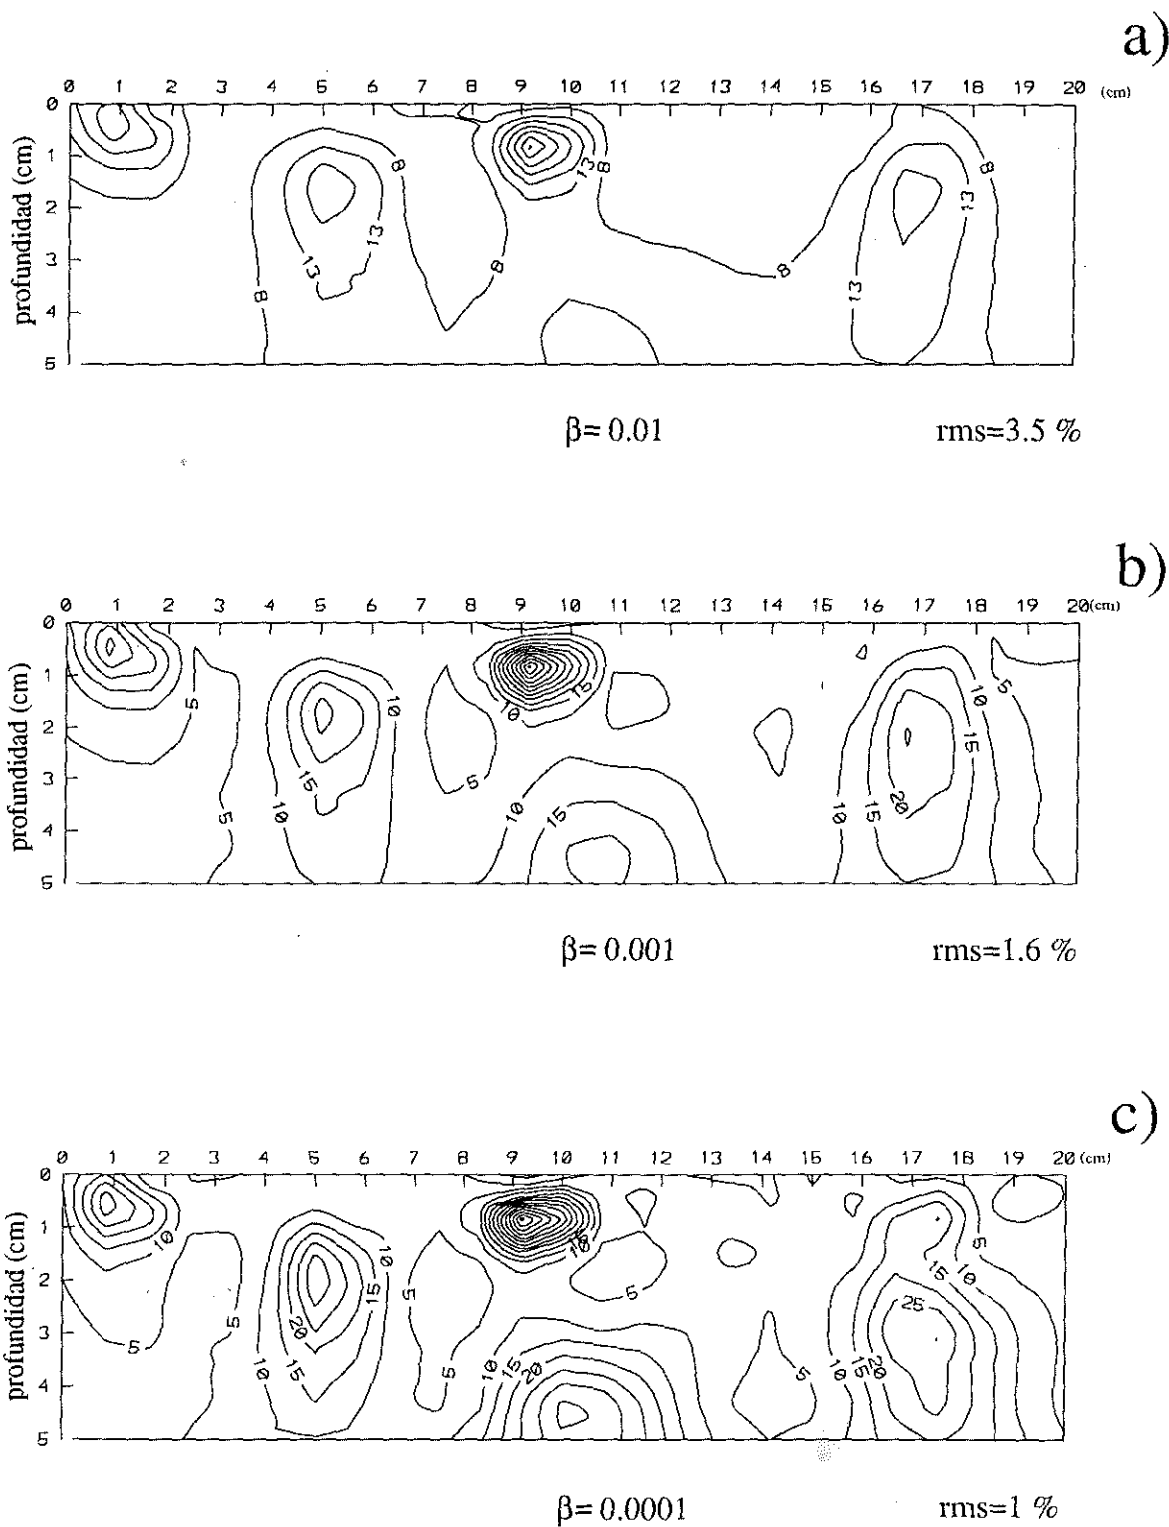 a)
0 1 2 3 4 5 6 7 8 9 10 11 12 13 14 15 16 17 18 19 20 (cm)
0
1
2
3
4
5
profundidad (cm)
8 8 13 13 8 13 8 8 13 13 8
β= 0.01 rms=3.5 %
b)
0 1 2 3 4 5 6 7 8 9 10 11 12 13 14 15 16 17 18 19 20(cm)
0
1
2
3
4
5
profundidad (cm)
5 5 10 15 10 5 10 15 10 15 10 15 20 15 10 5
β= 0.001 rms=1.6 %
c)
0 1 2 3 4 5 6 7 8 9 10 11 12 13 14 15 16 17 18 19 20 (cm)
0
1
2
3
4
5
profundidad (cm)
10 5 5 10 15 20 15 10 5 5 10 15 20 10 5 5 10 15 20 25 15 10 5
β= 0.0001 rms=1 %